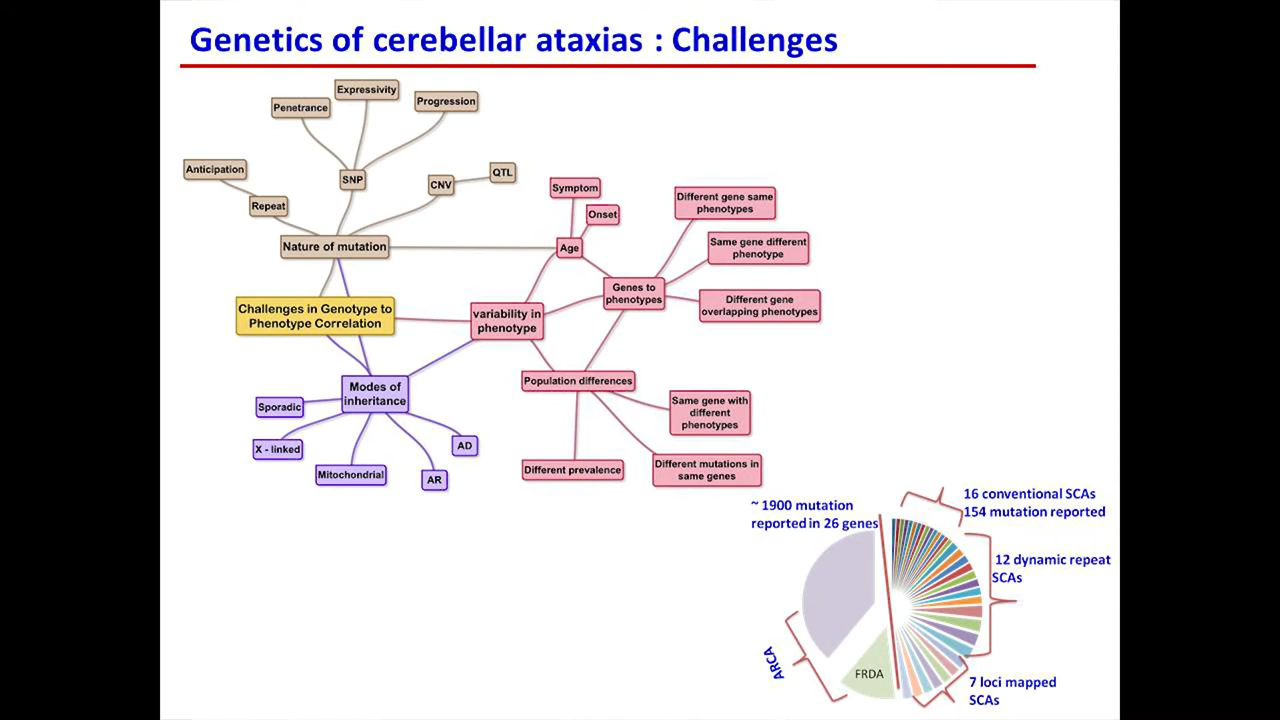 Genetics of cerebellar ataxias : Challenges
Expressivity
Penetrance
Progression
Anticipation
SNP
CNV
QTL
Repeat
Nature of mutation
Symptom
Onset
Age
Different gene same
phenotypes
Same gene different
phenotype
Genes to
phenotypes
Different gene
overlapping phenotypes
Challenges in Genotype to
Phenotype Correlation
variability in
phenotype
Modes of
inheritance
Sporadic
X - linked
Mitochondrial
AR
AD
Population differences
Same gene with
different
phenotypes
Different prevalence
Different mutations in
same genes
~ 1900 mutation
reported in 26 genes
16 conventional SCAs
154 mutation reported
12 dynamic repeat
SCAs
7 loci mapped
SCAs
ARCA
FRDA